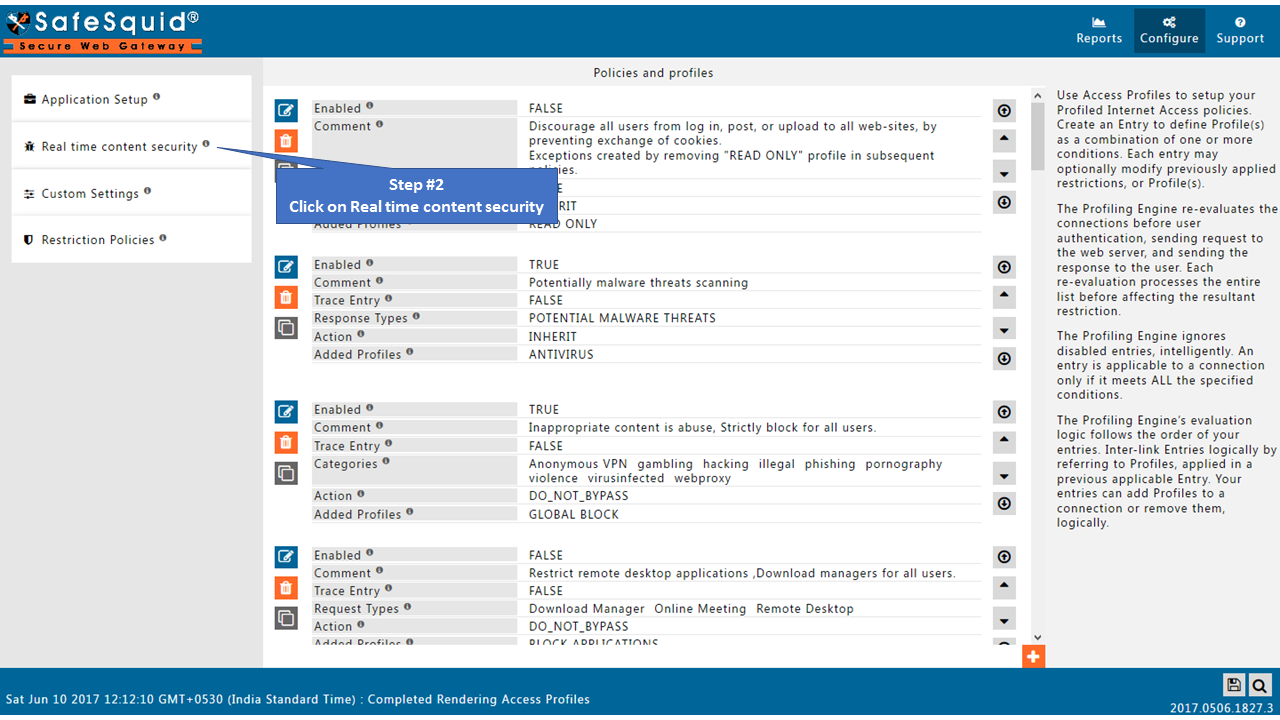 SafeSquid®
Secure Web Gateway
Reports
Configure
Support
Application Setup
Real time content security
Custom Settings
Restriction Policies
Policies and profiles
Enabled FALSE
Comment Discourage all users from log in, post, or upload to all web-sites, by
preventing exchange of cookies.
Exceptions created by removing "READ ONLY" profile in subsequent
Step #2
Click on Real time content security
READ ONLY
Enabled TRUE
Comment Potentially malware threats scanning
Trace Entry FALSE
Response Types POTENTIAL MALWARE THREATS
Action INHERIT
Added Profiles ANTIVIRUS
Enabled TRUE
Comment Inappropriate content is abuse, Strictly block for all users.
Trace Entry FALSE
Categories Anonymous VPN gambling hacking illegal phishing pornography
violence virusinfected webproxy
Action DO_NOT_BYPASS
Added Profiles GLOBAL BLOCK
Enabled FALSE
Comment Restrict remote desktop applications ,Download managers for all users.
Trace Entry FALSE
Request Types Download Manager Online Meeting Remote Desktop
Action DO_NOT_BYPASS
Added Profiles BLOCK APPLICATIONS
Use Access Profiles to setup your
Profiled Internet Access policies.
Create an Entry to define Profile(s)
as a combination of one or more
conditions. Each entry may
optionally modify previously applied
restrictions, or Profile(s).
The Profiling Engine re-evaluates the
connections before user
authentication, sending request to
the web server, and sending the
response to the user. Each
re-evaluation processes the entire
list before affecting the resultant
restriction.
The Profiling Engine ignores
disabled entries, intelligently. An
entry is applicable to a connection
only if it meets ALL the specified
conditions.
The Profiling Engine's evaluation
logic follows the order of your
entries. Inter-link Entries logically by
referring to Profiles, applied in a
previous applicable Entry. Your
entries can add Profiles to a
connection or remove them,
logically.
Sat Jun 10 2017 12:12:10 GMT+0530 (India Standard Time) : Completed Rendering Access Profiles
2017.0506.1827.3